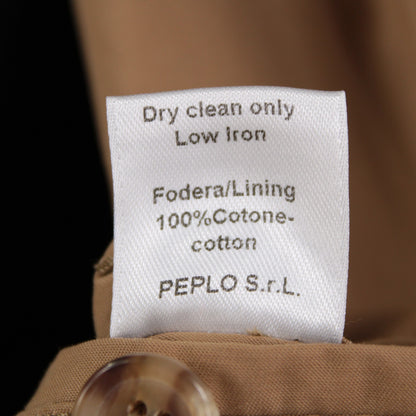 Dry clean only
Low Iron
Fodera/Lining
100%Cotone-
cotton
PEPLO S.r.L.